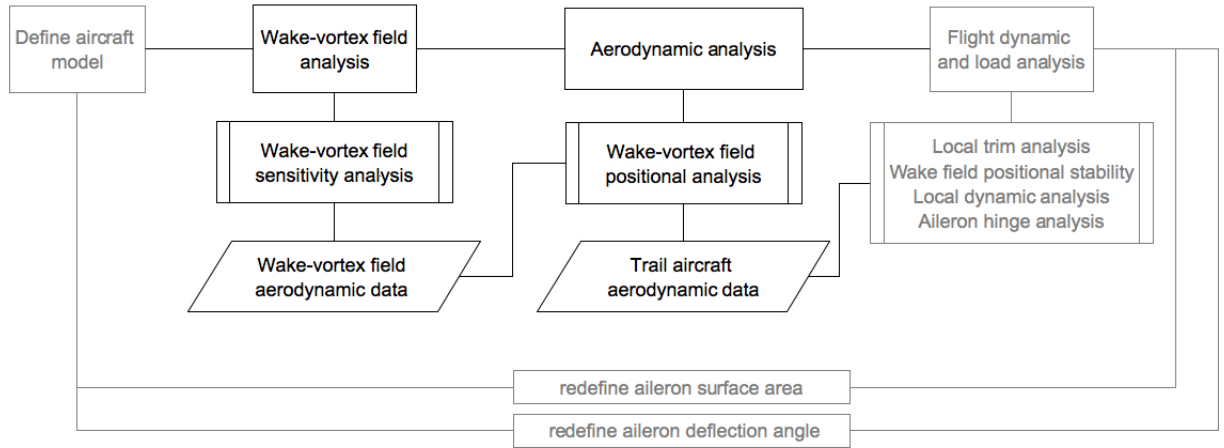 Define aircraft
model
Wake-vortex field
analysis
Aerodynamic analysis
Flight dynamic
and load analysis
Wake-vortex field
sensitivity analysis
Wake-vortex field
positional analysis
Local trim analysis
Wake field positional stability
Local dynamic analysis
Aileron hinge analysis
Wake-vortex field
aerodynamic data
Trail aircraft
aerodynamic data
redefine aileron surface area
redefine aileron deflection angle